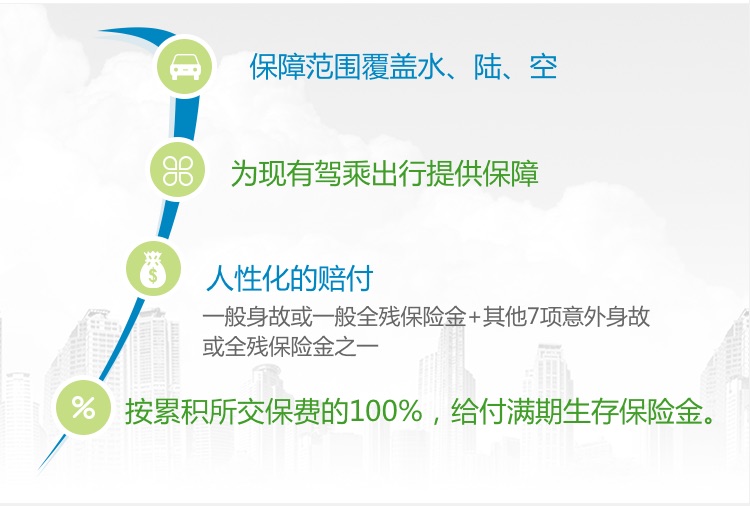 保障范围覆盖水、陆、空
为现有驾乘出行提供保障
人性化的赔付
一般身故或一般全残保险金+其他7项意外身故
或全残保险金之一
按累积所交保费的100%，给付满期生存保险金。